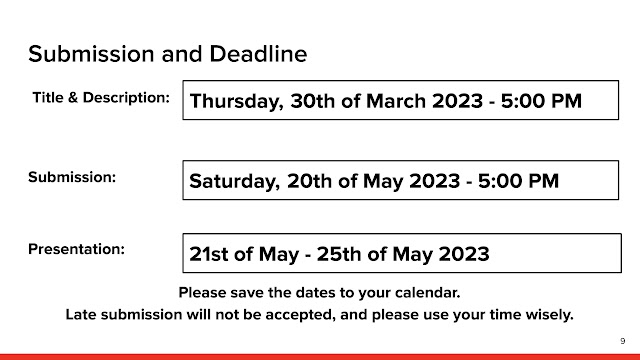 Submission and Deadline
Title & Description: Thursday, 30th of March 2023 - 5:00 PM
Submission: Saturday, 20th of May 2023 - 5:00 PM
Presentation: 21st of May - 25th of May 2023
Please save the dates to your calendar.
Late submission will not be accepted, and please use your time wisely.
9